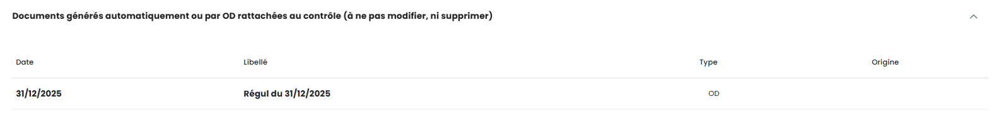 Documents générés automatiquement ou par OD rattachées au contrôle (à ne pas modifier, ni supprimer)
Date Libellé Type Origine
31/12/2025 Régul du 31/12/2025 OD